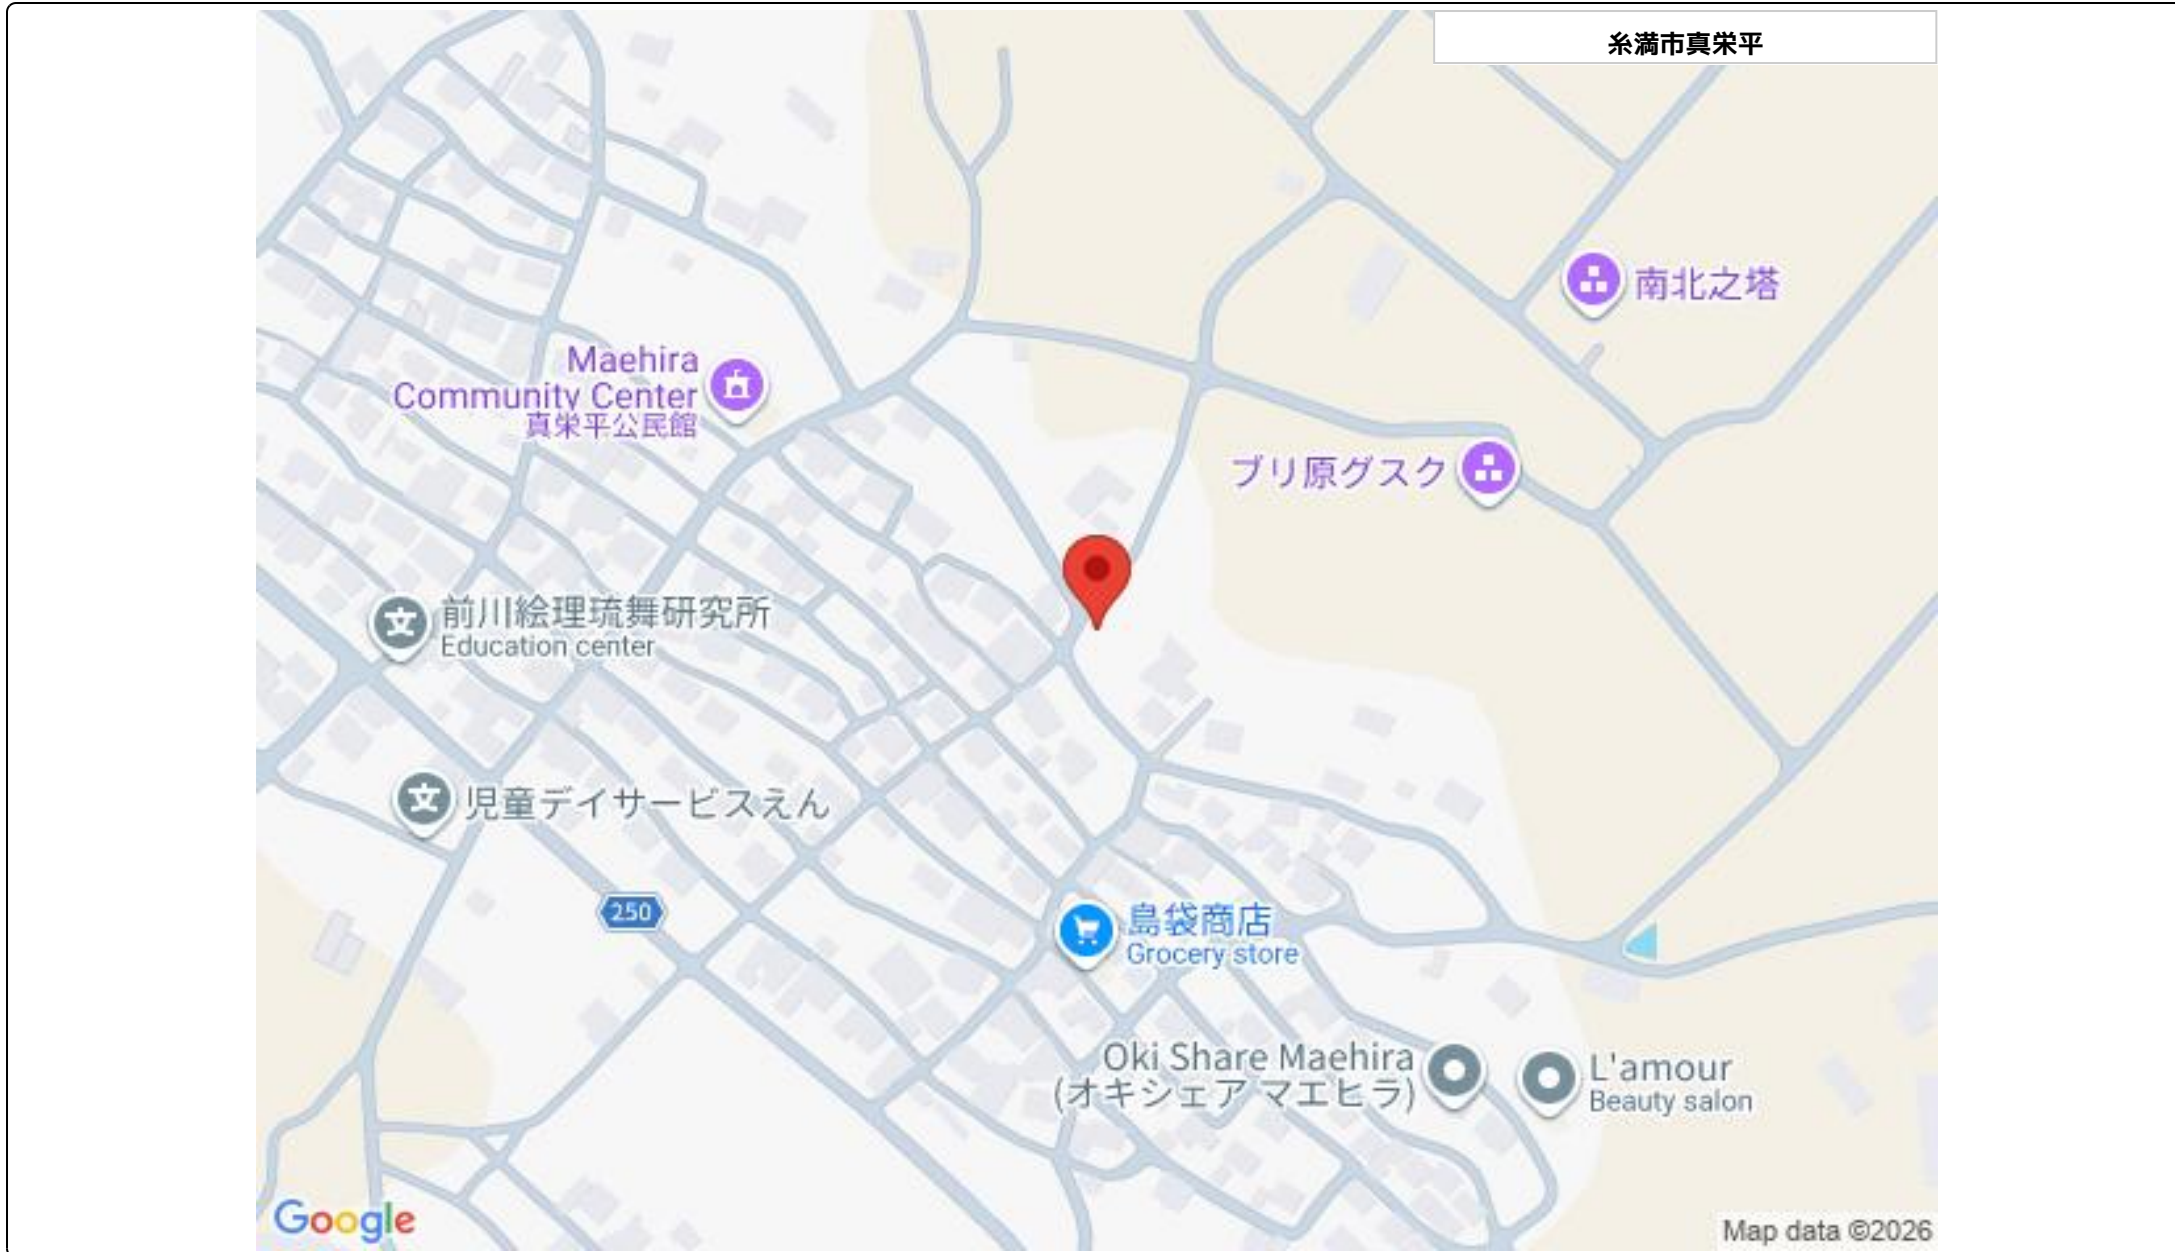 糸満市真栄平
南北之塔
Maehira
Community Center
真栄平公民館
ブリ原グスク
前川絵理琉舞研究所
Education center
児童デイサービスえん
250
島袋商店
Grocery store
Oki Share Maehira
(オキシェア マエヒラ)
L'amour
Beauty salon
Google
Map data ©2026